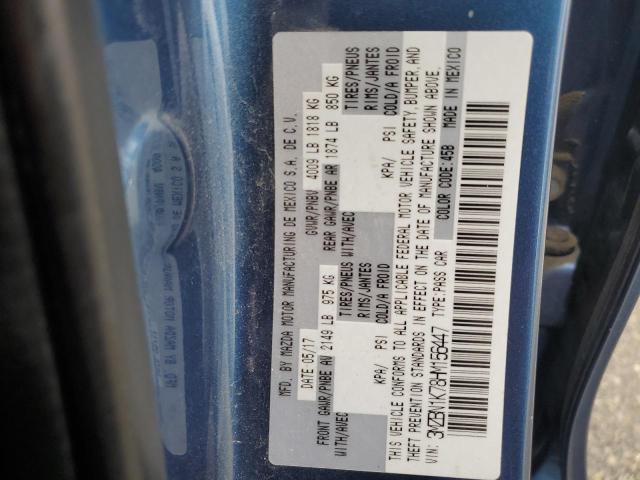 MFD. BY MAZDA MOTOR MANUFACTURING DE MEXICO S.A. DE C.V.
DATE 05/17 GVWR/PNBV 4009 LB 1818 KG
FRONT GAWR/PNBE AV 2149 LB 975 KG REAR GAWR/PNBE AR 1874 LB 850 KG
WITH/AVEC TIRES/PNEUS WITH/AVEC TIRES/PNEUS
RIMS/JANTES RIMS/JANTES
KPA/ PSI COLD/A FROID KPA/ PSI COLD/A FROID
THIS VEHICLE CONFORMS TO ALL APPLICABLE FEDERAL MOTOR VEHICLE SAFETY, BUMPER, AND
THEFT PREVENTION STANDARDS IN EFFECT ON THE DATE OF MANUFACTURE SHOWN ABOVE.
VIN: 3MZBN1K78HM156447 TYPE:PASS CAR COLOR CODE:45B MADE IN MEXICO